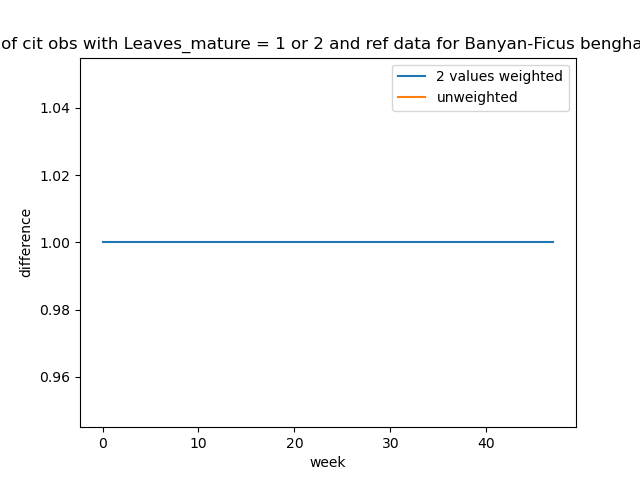 of cit obs with Leaves_mature = 1 or 2 and ref data for Banyan-Ficus bengha
2 values weighted
unweighted
1.04
1.02
1.00
0.98
0.96
difference
0 10 20 30 40
week